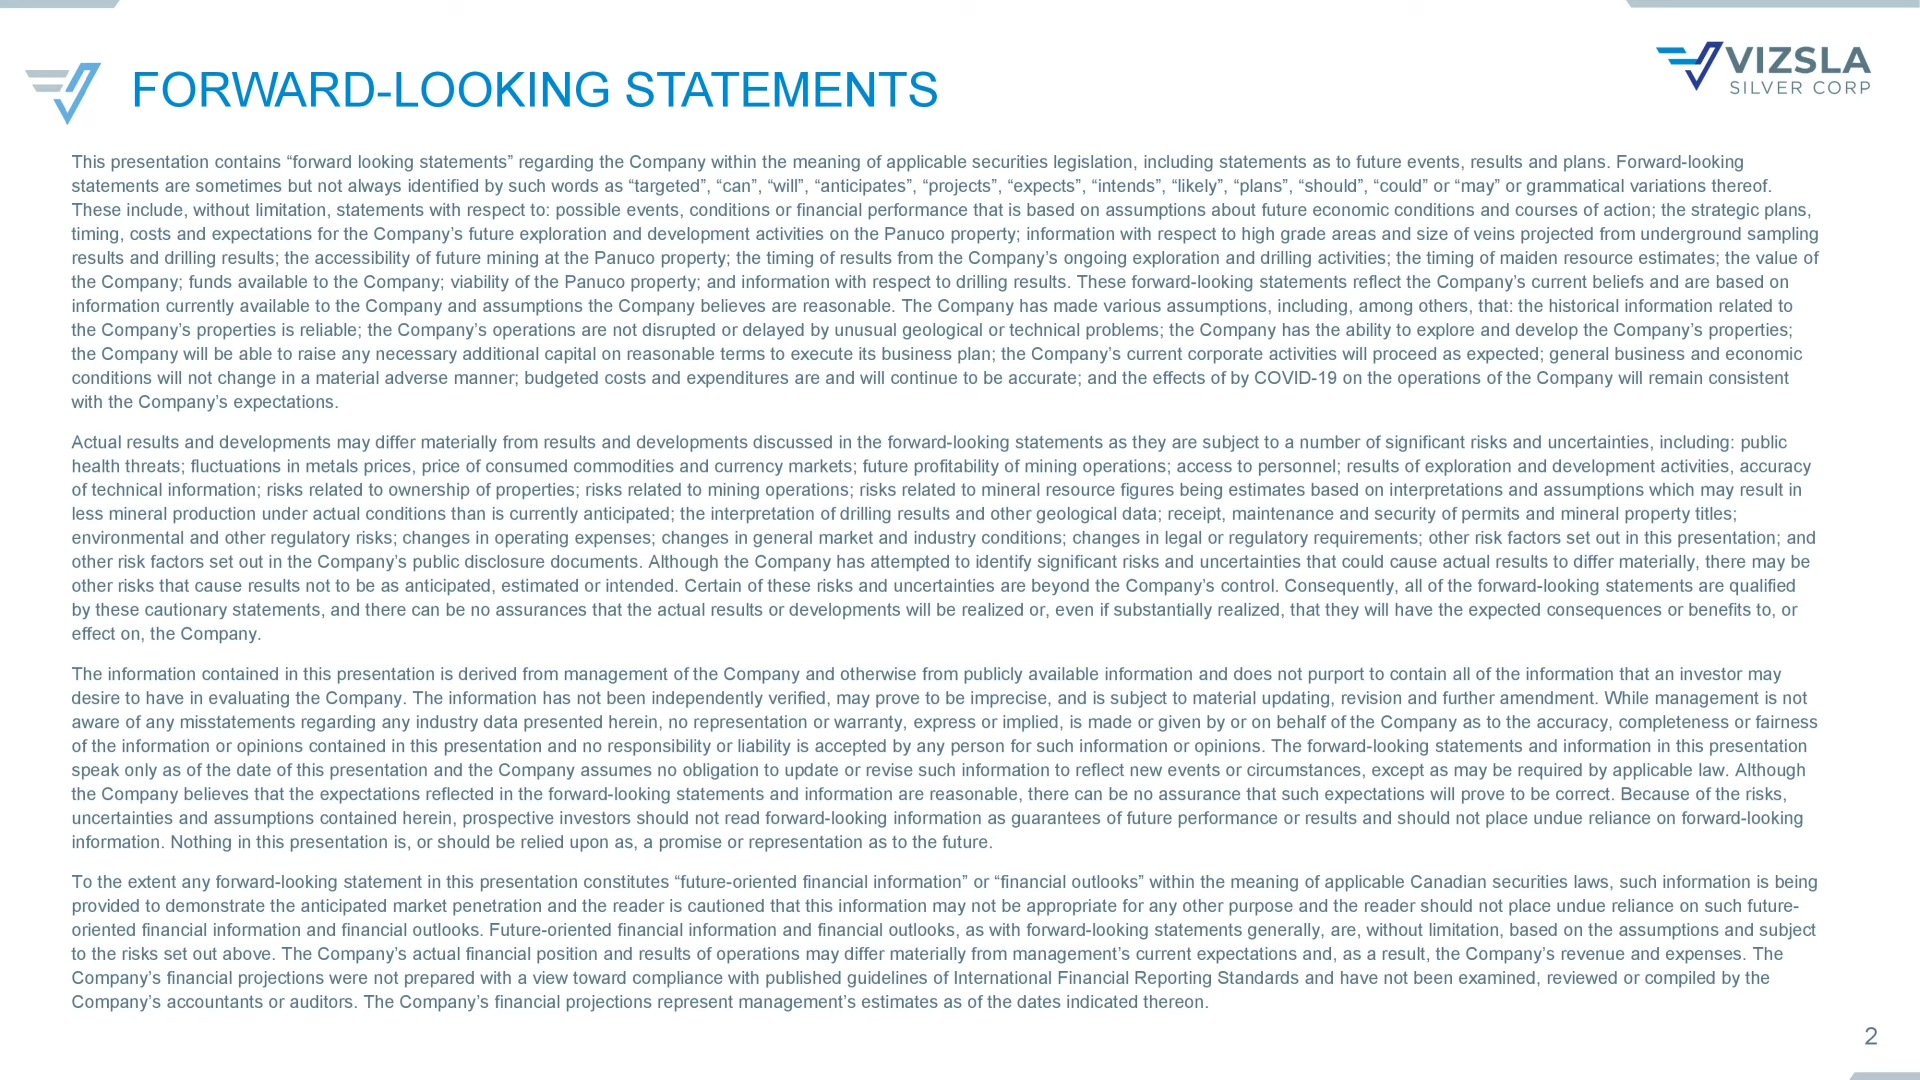 FORWARD-LOOKING STATEMENTS
VIZSLA
SILVER CORP
This presentation contains “forward looking statements” regarding the Company within the meaning of applicable securities legislation, including statements as to future events, results and plans. Forward-looking
statements are sometimes but not always identified by such words as “targeted”, “can”, “will”, “anticipates”, “projects”, “expects”, “intends”, “likely”, “plans”, “should”, “could” or “may” or grammatical variations thereof.
These include, without limitation, statements with respect to: possible events, conditions or financial performance that is based on assumptions about future economic conditions and courses of action; the strategic plans,
timing, costs and expectations for the Company’s future exploration and development activities on the Panuco property; information with respect to high grade areas and size of veins projected from underground sampling
results and drilling results; the accessibility of future mining at the Panuco property; the timing of results from the Company’s ongoing exploration and drilling activities; the timing of maiden resource estimates; the value of
the Company; funds available to the Company; viability of the Panuco property; and information with respect to drilling results. These forward-looking statements reflect the Company’s current beliefs and are based on
information currently available to the Company and assumptions the Company believes are reasonable. The Company has made various assumptions, including, among others, that: the historical information related to
the Company’s properties is reliable; the Company’s operations are not disrupted or delayed by unusual geological or technical problems; the Company has the ability to explore and develop the Company’s properties;
the Company will be able to raise any necessary additional capital on reasonable terms to execute its business plan; the Company’s current corporate activities will proceed as expected; general business and economic
conditions will not change in a material adverse manner; budgeted costs and expenditures are and will continue to be accurate; and the effects of by COVID-19 on the operations of the Company will remain consistent
with the Company’s expectations.
Actual results and developments may differ materially from results and developments discussed in the forward-looking statements as they are subject to a number of significant risks and uncertainties, including: public
health threats; fluctuations in metals prices, price of consumed commodities and currency markets; future profitability of mining operations; access to personnel; results of exploration and development activities, accuracy
of technical information; risks related to ownership of properties; risks related to mining operations; risks related to mineral resource figures being estimates based on interpretations and assumptions which may result in
less mineral production under actual conditions than is currently anticipated; the interpretation of drilling results and other geological data; receipt, maintenance and security of permits and mineral property titles;
environmental and other regulatory risks; changes in operating expenses; changes in general market and industry conditions; changes in legal or regulatory requirements; other risk factors set out in this presentation; and
other risk factors set out in the Company’s public disclosure documents. Although the Company has attempted to identify significant risks and uncertainties that could cause actual results to differ materially, there may be
other risks that cause results not to be as anticipated, estimated or intended. Certain of these risks and uncertainties are beyond the Company’s control. Consequently, all of the forward-looking statements are qualified
by these cautionary statements, and there can be no assurances that the actual results or developments will be realized or, even if substantially realized, that they will have the expected consequences or benefits to, or
effect on, the Company.
The information contained in this presentation is derived from management of the Company and otherwise from publicly available information and does not purport to contain all of the information that an investor may
desire to have in evaluating the Company. The information has not been independently verified, may prove to be imprecise, and is subject to material updating, revision and further amendment. While management is not
aware of any misstatements regarding any industry data presented herein, no representation or warranty, express or implied, is made or given by or on behalf of the Company as to the accuracy, completeness or fairness
of the information or opinions contained in this presentation and no responsibility or liability is accepted by any person for such information or opinions. The forward-looking statements and information in this presentation
speak only as of the date of this presentation and the Company assumes no obligation to update or revise such information to reflect new events or circumstances, except as may be required by applicable law. Although
the Company believes that the expectations reflected in the forward-looking statements and information are reasonable, there can be no assurance that such expectations will prove to be correct. Because of the risks,
uncertainties and assumptions contained herein, prospective investors should not read forward-looking information as guarantees of future performance or results and should not place undue reliance on forward-looking
information. Nothing in this presentation is, or should be relied upon as, a promise or representation as to the future.
To the extent any forward-looking statement in this presentation constitutes “future-oriented financial information” or “financial outlooks” within the meaning of applicable Canadian securities laws, such information is being
provided to demonstrate the anticipated market penetration and the reader is cautioned that this information may not be appropriate for any other purpose and the reader should not place undue reliance on such future-
oriented financial information and financial outlooks. Future-oriented financial information and financial outlooks, as with forward-looking statements generally, are, without limitation, based on the assumptions and subject
to the risks set out above. The Company’s actual financial position and results of operations may differ materially from management’s current expectations and, as a result, the Company’s revenue and expenses. The
Company’s financial projections were not prepared with a view toward compliance with published guidelines of International Financial Reporting Standards and have not been examined, reviewed or compiled by the
Company’s accountants or auditors. The Company’s financial projections represent management’s estimates as of the dates indicated thereon.
2